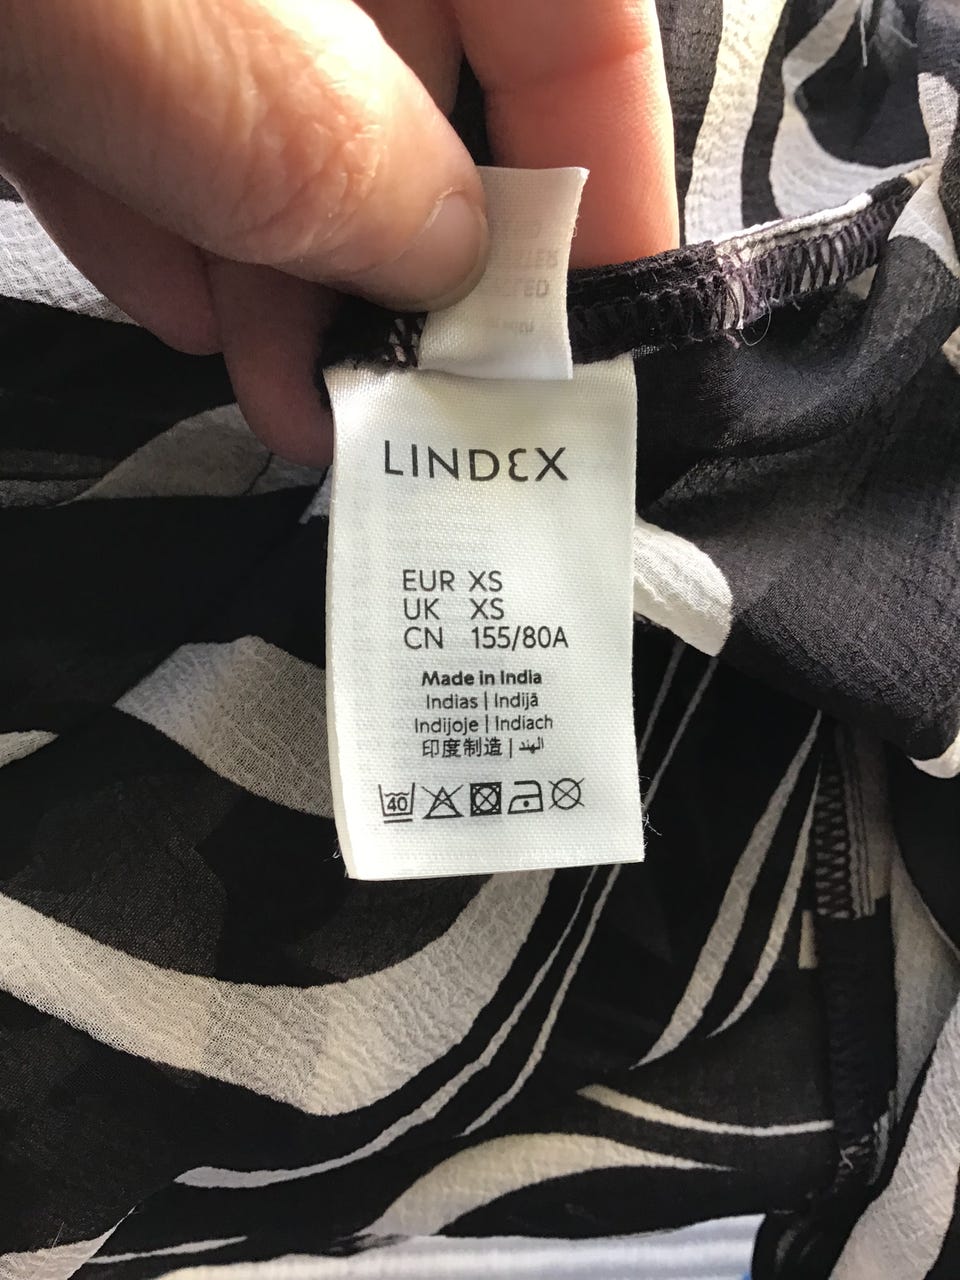 LINDEX
EUR XS
UK XS
CN 155/80A
Made in India
Indias | Indijā
Indijoje | Indiach
印度制造 | الهند
40